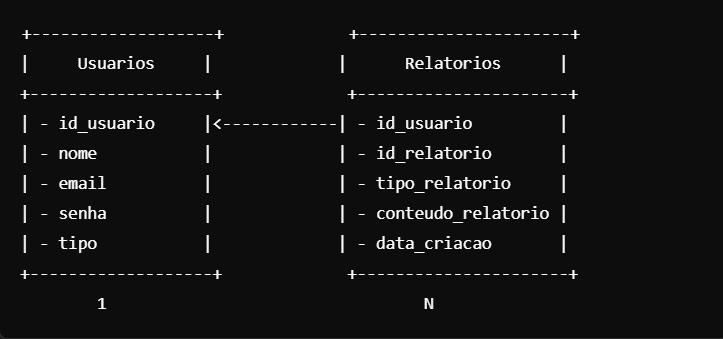 +-------------------+             +----------------------+
|     Usuarios     |             |      Relatorios      |
+-------------------+             +----------------------+
| - id_usuario     |<------------| - id_usuario         |
| - nome           |             | - id_relatorio       |
| - email          |             | - tipo_relatorio     |
| - senha          |             | - conteudo_relatorio |
| - tipo           |             | - data_criacao       |
+-------------------+             +----------------------+
        1                                 N